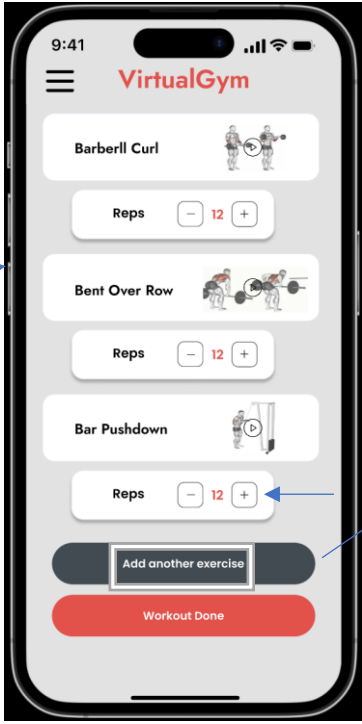 9:41
VirtualGym
Barberll Curl
Reps − 12 +
Bent Over Row
Reps − 12 +
Bar Pushdown
Reps − 12 +
Add another exercise
Workout Done